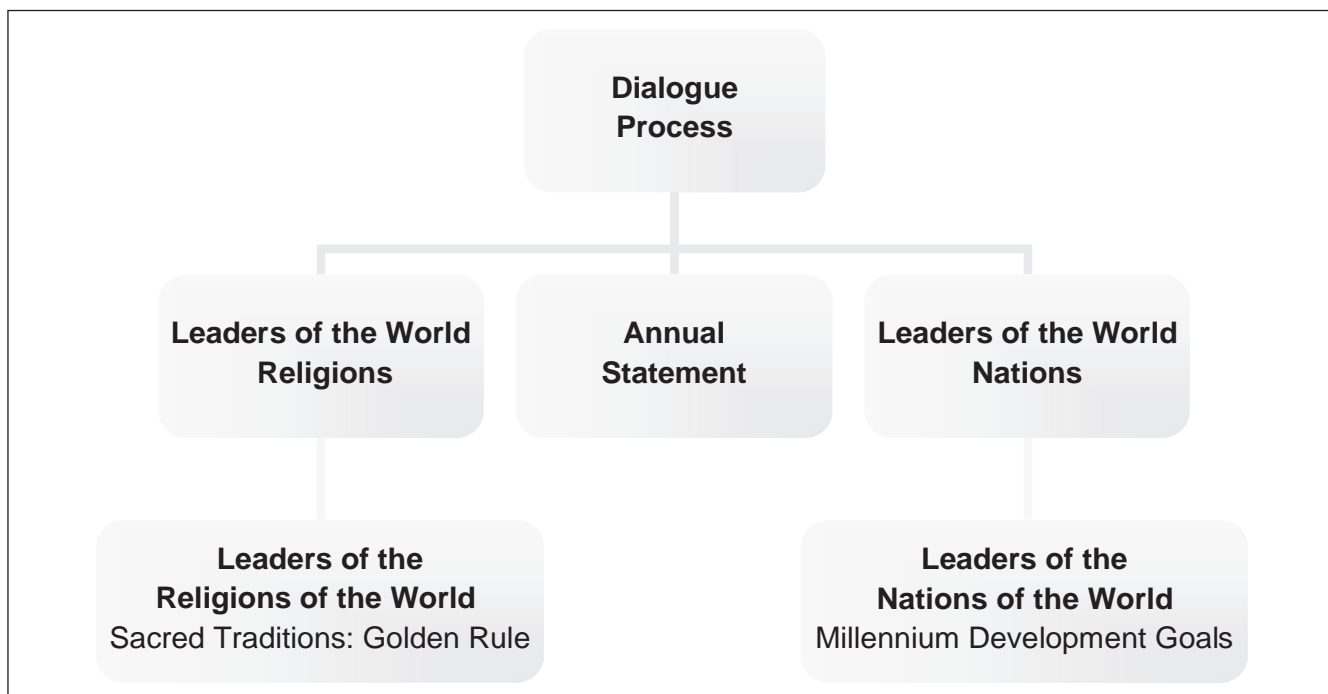 Dialogue
Process
Leaders of the World
Religions
Annual
Statement
Leaders of the World
Nations
Leaders of the
Religions of the World
Sacred Traditions: Golden Rule
Leaders of the
Nations of the World
Millennium Development Goals